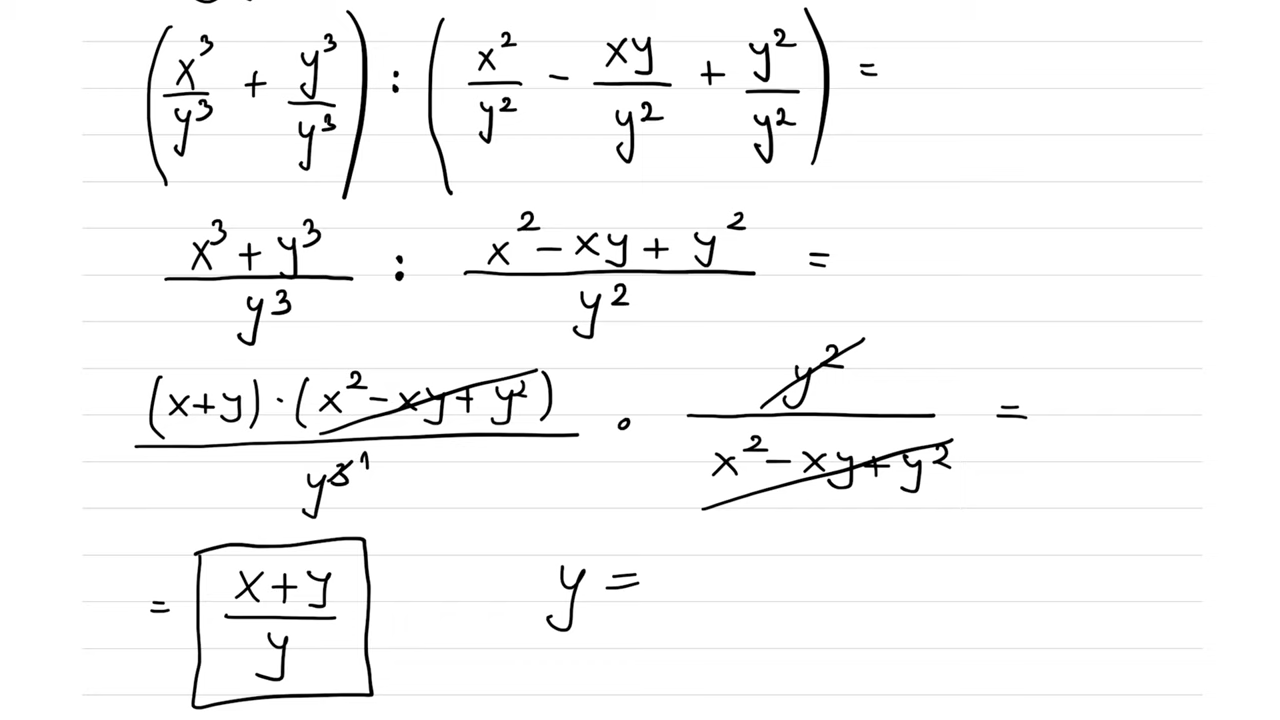 (x³/y³ + y³/y³) : (x²/y² - xy/y² + y²/y²) =
(x³ + y³)/y³ : (x² - xy + y²)/y² =
((x+y) · (x² - xy + y²))/y³ ¹ · y²/(x² - xy + y²) =
= (x+y)/y y =